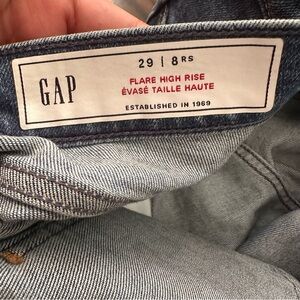 GAP
29 | 8 RS
FLARE HIGH RISE
ÉVASÉ TAILLE HAUTE
ESTABLISHED IN 1969